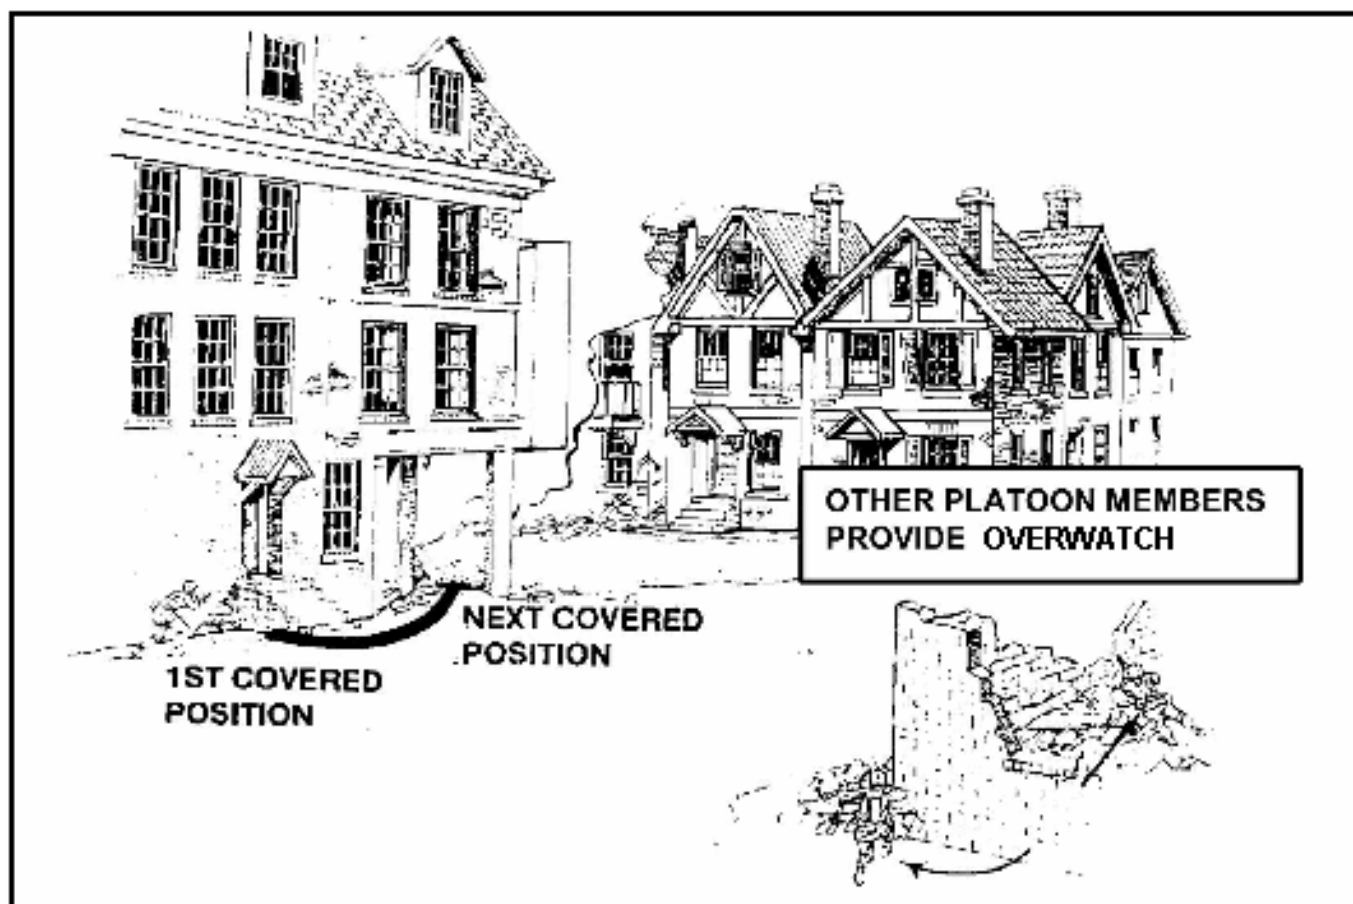 OTHER PLATOON MEMBERS
PROVIDE OVERWATCH
NEXT COVERED
POSITION
1ST COVERED
POSITION